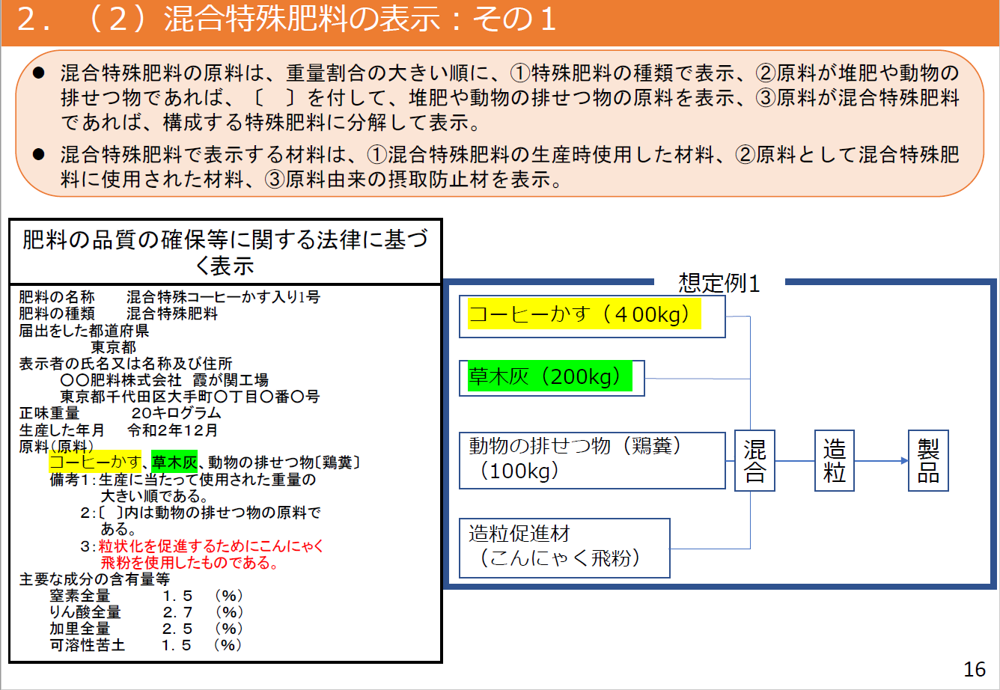 ２．（２）混合特殊肥料の表示：その１
● 混合特殊肥料の原料は、重量割合の大きい順に、①特殊肥料の種類で表示、②原料が堆肥や動物の
排せつ物であれば、〔　〕を付して、堆肥や動物の排せつ物の原料を表示、③原料が混合特殊肥料
であれば、構成する特殊肥料に分解して表示。
● 混合特殊肥料で表示する材料は、①混合特殊肥料の生産時使用した材料、②原料として混合特殊肥
料に使用された材料、③原料由来の摂取防止材を表示。
肥料の品質の確保等に関する法律に基づ
く表示
肥料の名称　　混合特殊コーヒーかす入り1号
肥料の種類　　混合特殊肥料
届出をした都道府県
東京都
表示者の氏名又は名称及び住所
〇〇肥料株式会社　霞が関工場
東京都千代田区大手町〇丁目〇番〇号
正味重量　　　２０キログラム
生産した年月　令和２年１２月
原料（原料）
コーヒーかす、草木灰、動物の排せつ物〔鶏糞〕
備考１：生産に当たって使用された重量の
大きい順である。
２：〔　〕内は動物の排せつ物の原料で
ある。
３：粒状化を促進するためにこんにゃく
飛粉を使用したものである。
主要な成分の含有量等
窒素全量　　　１．５　（％）
りん酸全量　　２．７　（％）
加里全量　　　２．５　（％）
可溶性苦土　　１．５　（％）
想定例1
コーヒーかす（４00kg）
草木灰（200kg）
動物の排せつ物（鶏糞）
（100kg）
造粒促進材
（こんにゃく飛粉）
混合
造粒
製品
16